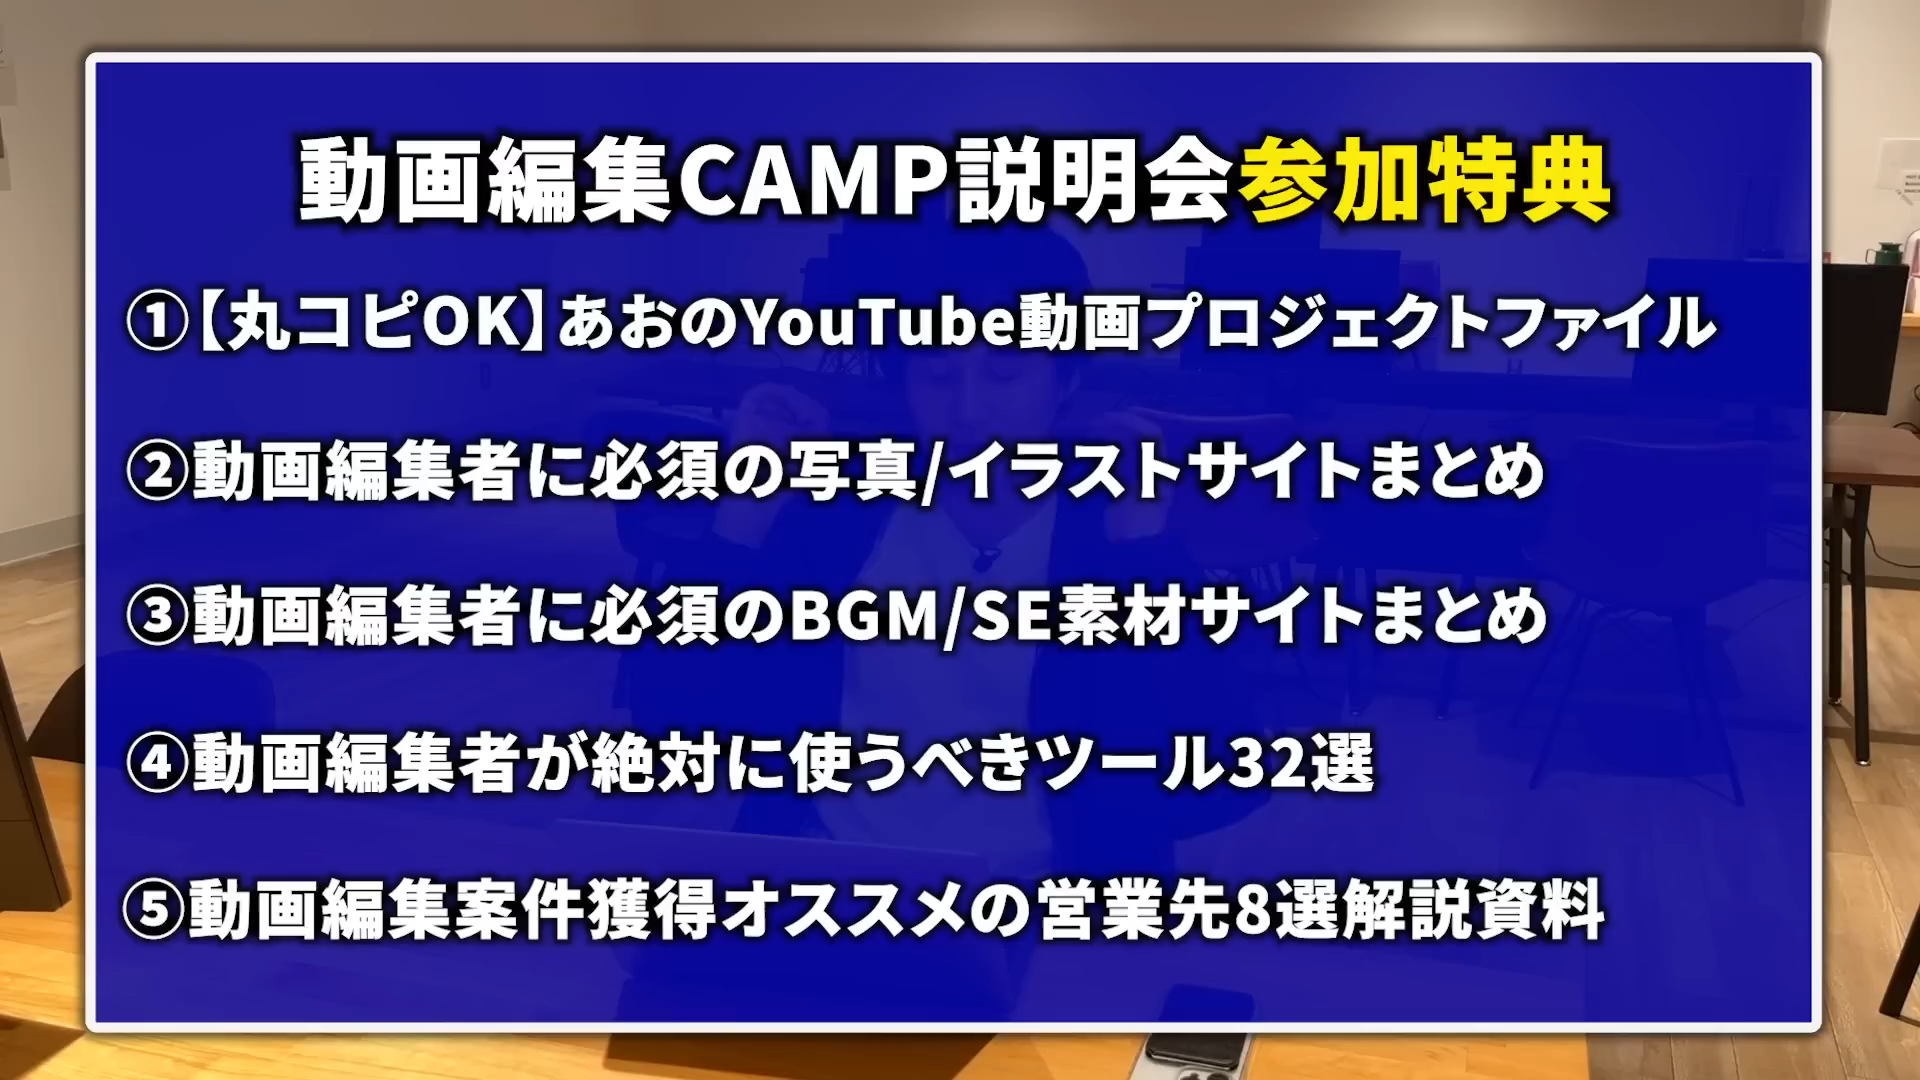 動画編集CAMP説明会参加特典
①【丸コピOK】あおのYouTube動画プロジェクトファイル
②動画編集者に必須の写真/イラストサイトまとめ
③動画編集者に必須のBGM/SE素材サイトまとめ
④動画編集者が絶対に使うべきツール32選
⑤動画編集案件獲得オススメの営業先8選解説資料